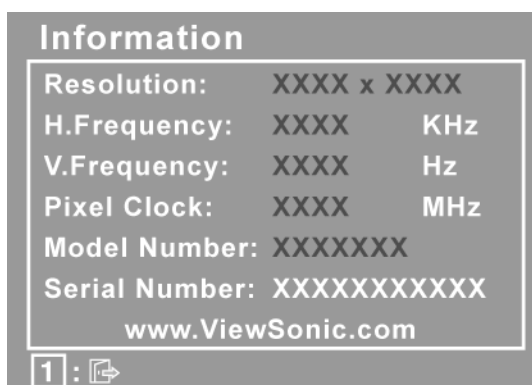 Information
Resolution: XXXX x XXXX
H.Frequency: XXXX KHz
V.Frequency: XXXX Hz
Pixel Clock: XXXX MHz
Model Number: XXXXXXX
Serial Number: XXXXXXXXXXX
www.ViewSonic.com
1 :